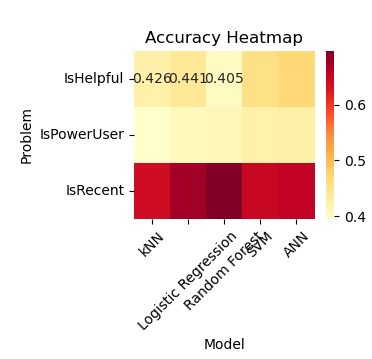 Accuracy Heatmap
IsHelpful
0.426
0.441
0.405
IsPowerUser
IsRecent
Problem
kNN
Logistic Regression
Random Forest
SVM
ANN
Model
0.6
0.5
0.4